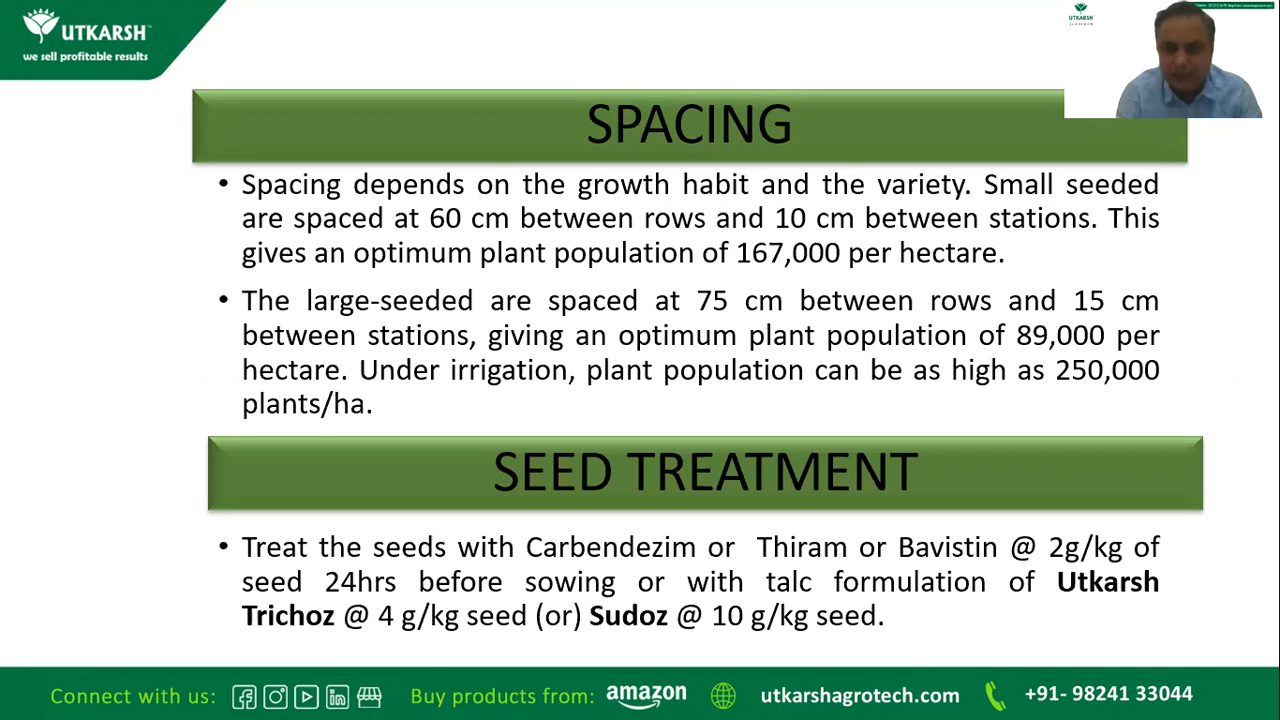 UTKARSH
we sell profitable results
UTKARSH
SPACING
• Spacing depends on the growth habit and the variety. Small seeded
are spaced at 60 cm between rows and 10 cm between stations. This
gives an optimum plant population of 167,000 per hectare.
• The large-seeded are spaced at 75 cm between rows and 15 cm
between stations, giving an optimum plant population of 89,000 per
hectare. Under irrigation, plant population can be as high as 250,000
plants/ha.
SEED TREATMENT
• Treat the seeds with Carbendezim or Thiram or Bavistin @ 2g/kg of
seed 24hrs before sowing or with talc formulation of Utkarsh
Trichoz @ 4 g/kg seed (or) Sudoz @ 10 g/kg seed.
Connect with us: Buy products from: amazon utkarshagrotech.com +91- 98241 33044